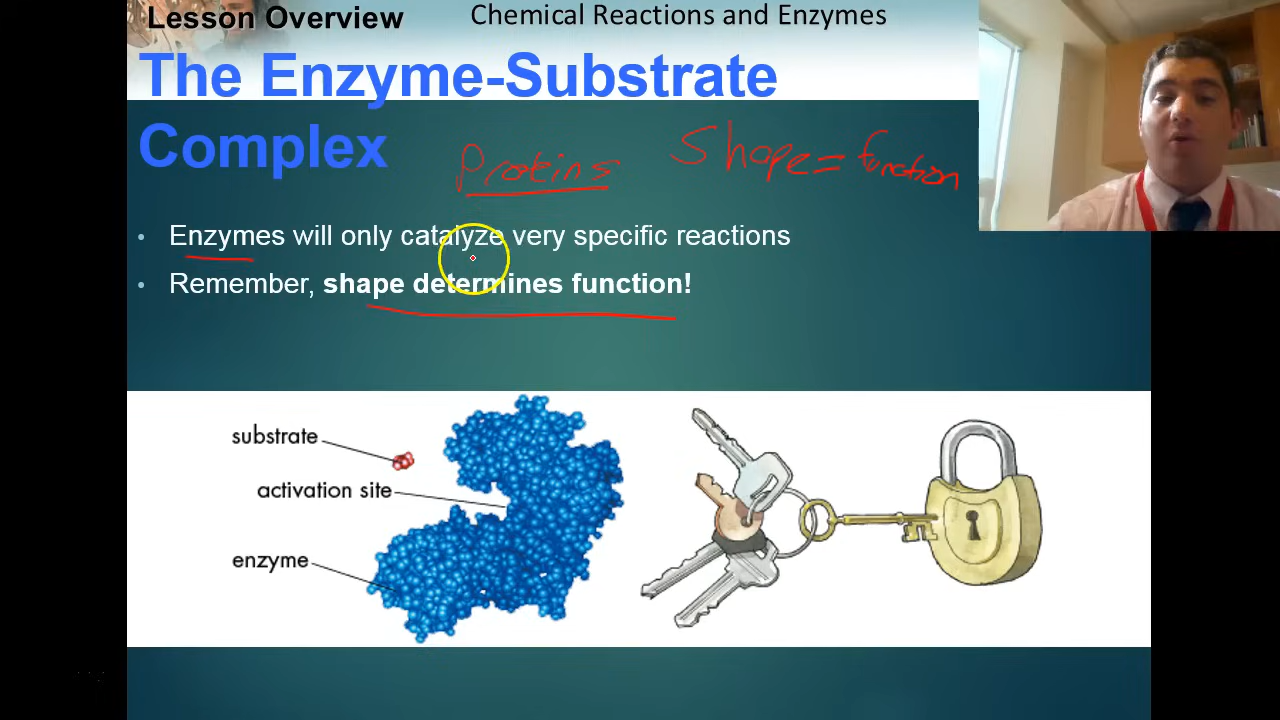 Lesson Overview Chemical Reactions and Enzymes
The Enzyme-Substrate
Complex
Proteins Shape = function
• Enzymes will only catalyze very specific reactions
• Remember, shape determines function!
substrate
activation site
enzyme